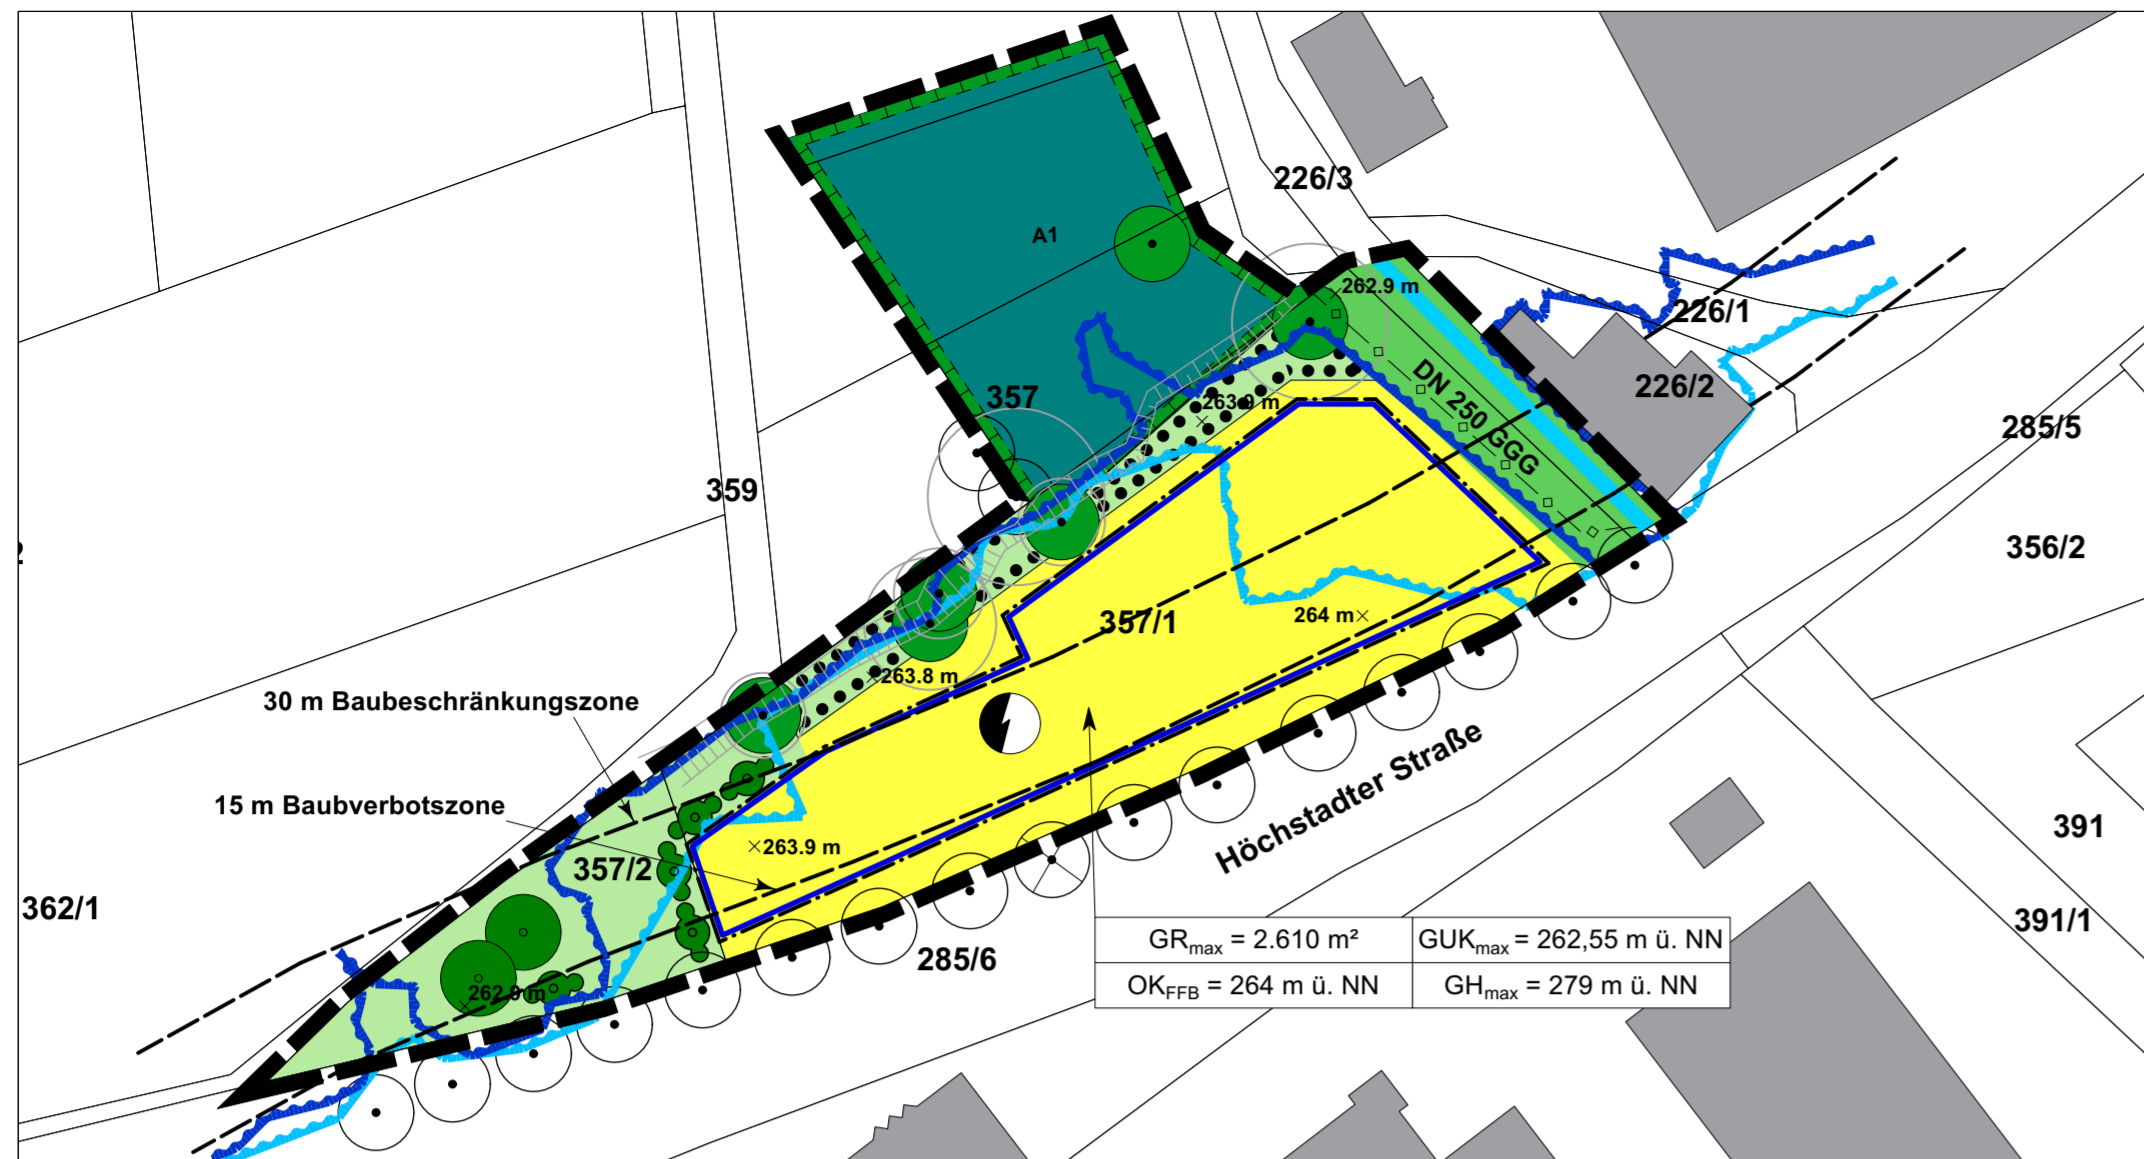 226/3
A1
262.9 m
226/1
DN 250 GGG
226/2
357
263.9 m
285/5
359
356/2
264 m
357/1
263.8 m
30 m Baubeschränkungszone
15 m Baubverbotszone
Höchstadter Straße
391
263.9 m
357/2
362/1
391/1
285/6
262.9 m
GRmax = 2.610 m² GUKmax = 262,55 m ü. NN
OKFFB = 264 m ü. NN GHmax = 279 m ü. NN